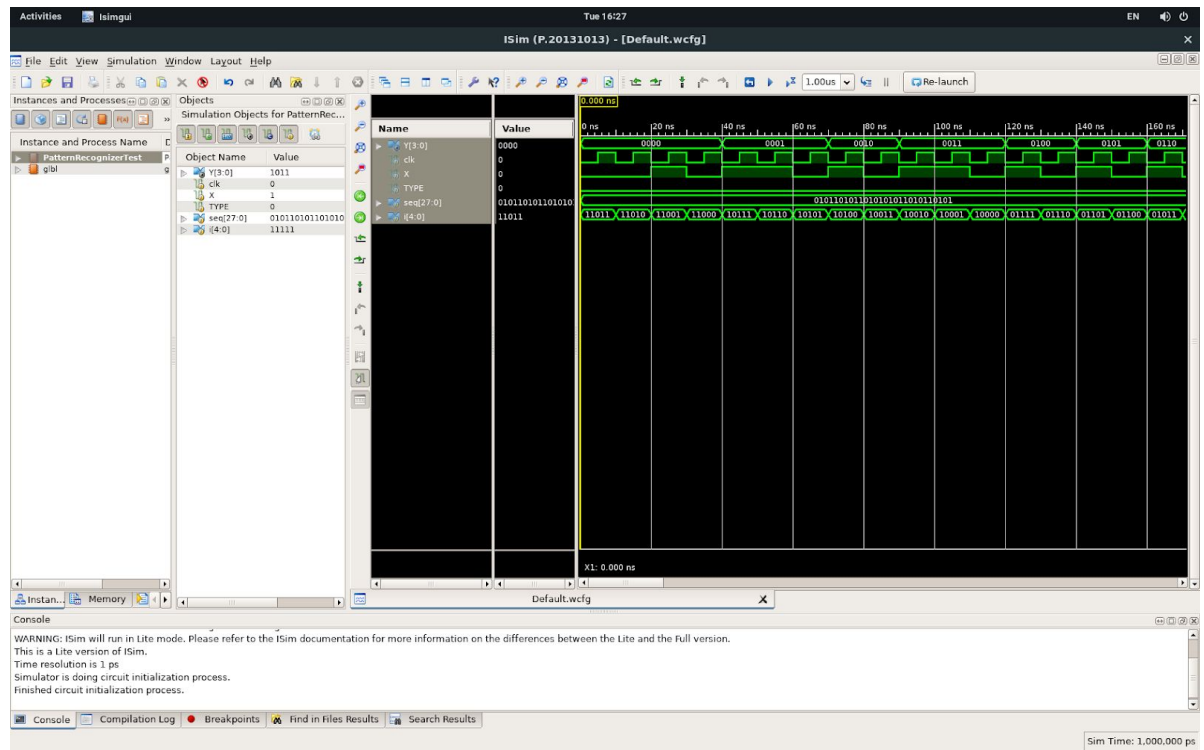 Activities Isimgui Tue 16:27 EN
ISim (P.20131013) - [Default.wcfg]
File Edit View Simulation Window Layout Help
1.00us Re-launch
Instances and Processes
Instance and Process Name
PatternRecognizerTest
glbl
Instan... Memory
Objects
Simulation Objects for PatternRec...
Object Name Value
Y[3:0] 1011
clk 0
X 1
TYPE 0
seq[27:0] 010110101101010
i[4:0] 11111
Name Value
Y[3:0] 0000
clk 0
X 0
TYPE 0
seq[27:0] 0101101011010101
i[4:0] 11011
0.000 ns
0 ns 20 ns 40 ns 60 ns 80 ns 100 ns 120 ns 140 ns 160 ns
0000 0001 0010 0011 0100 0101 0110
11011 11010 11001 11000 10111 10110 10101 10100 10011 10010 10001 10000 01111 01110 01101 01100 01011
X1: 0.000 ns
Default.wcfg
Console
WARNING: ISim will run in Lite mode. Please refer to the ISim documentation for more information on the differences between the Lite and the Full version.
This is a Lite version of ISim.
Time resolution is 1 ps
Simulator is doing circuit initialization process.
Finished circuit initialization process.
Console Compilation Log Breakpoints Find in Files Results Search Results
Sim Time: 1,000,000 ps